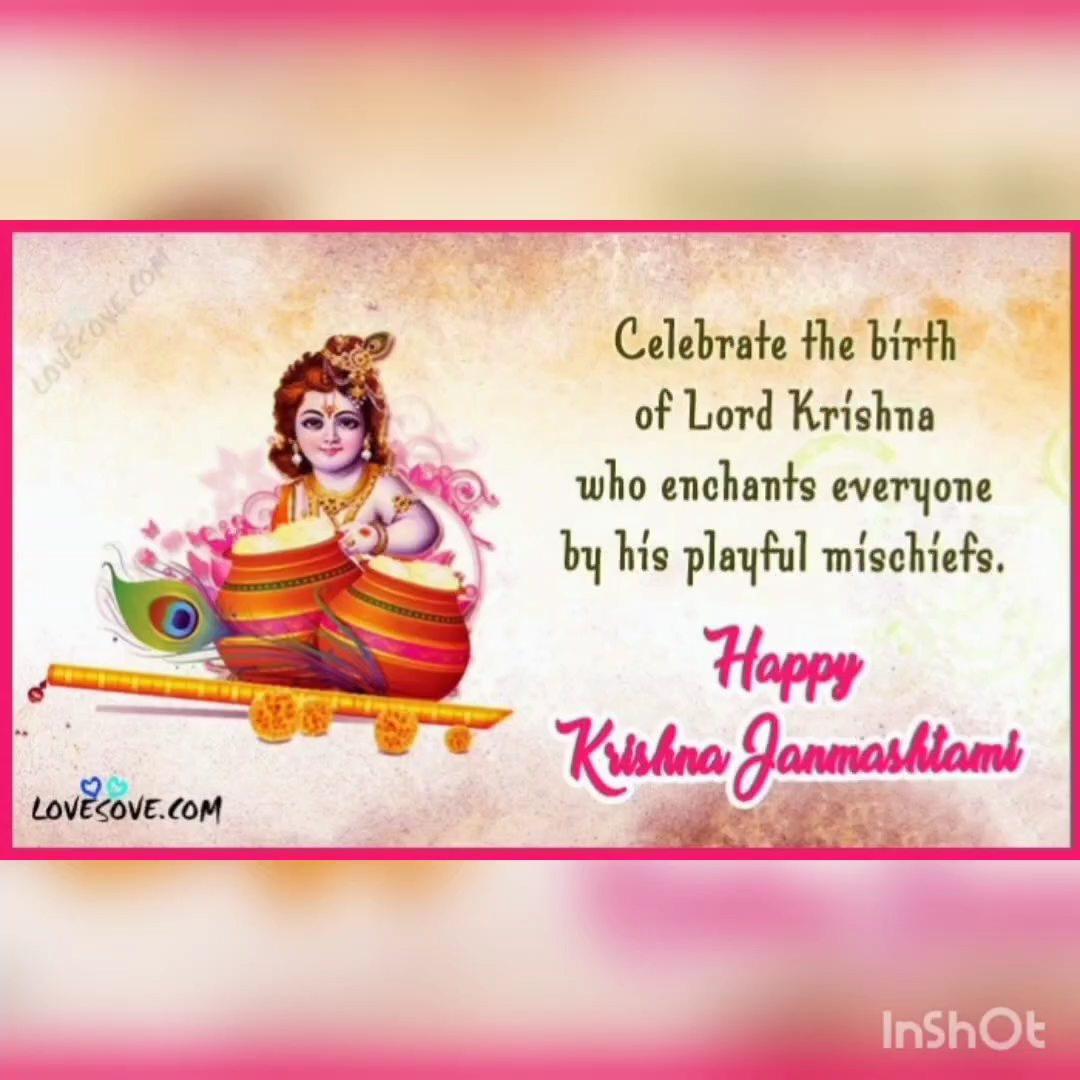 LOVESOVE.COM
Celebrate the birth
of Lord Krishna
who enchants everyone
by his playful mischiefs.
Happy
Krishna Janmashtami
LOVESOVE.COM
InShOt